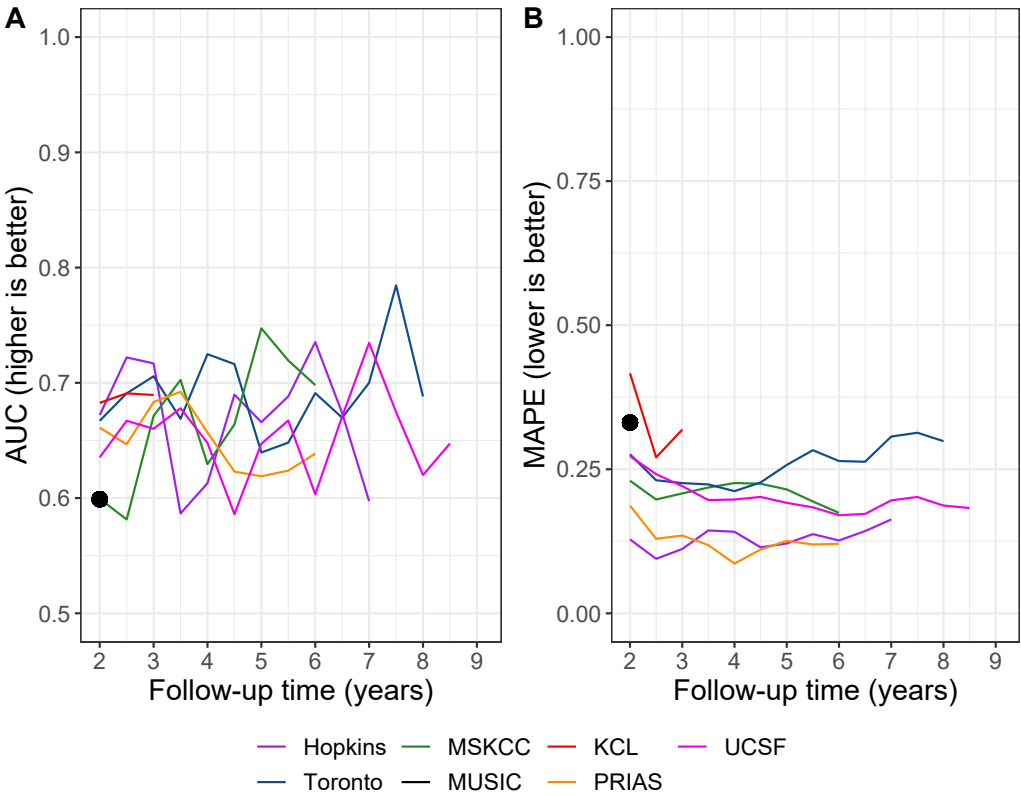 A
AUC (higher is better)
1.0
0.9
0.8
0.7
0.6
0.5
2 3 4 5 6 7 8 9
Follow-up time (years)
B
MAPE (lower is better)
1.00
0.75
0.50
0.25
0.00
2 3 4 5 6 7 8 9
Follow-up time (years)
Hopkins MSKCC KCL UCSF
Toronto MUSIC PRIAS